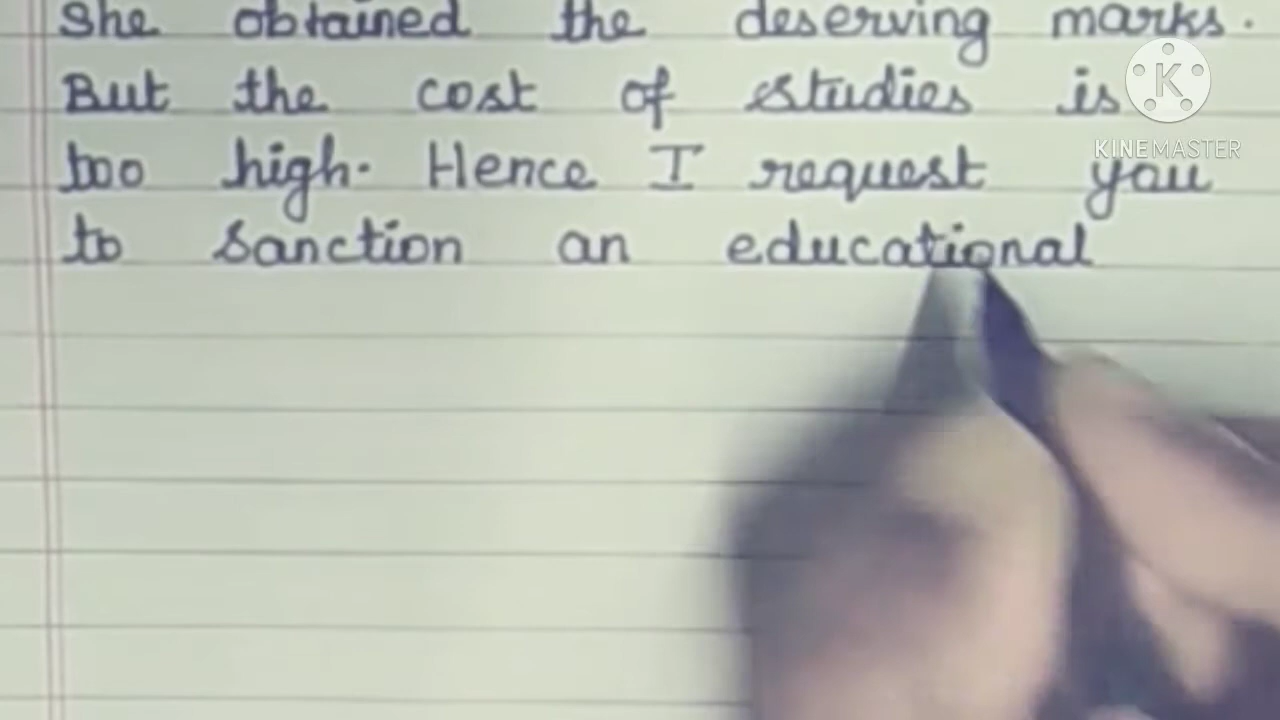 She obtained the deserving marks.
But the cost of studies is
too high. Hence I request you
to sanction an educational
K
KINEMASTER